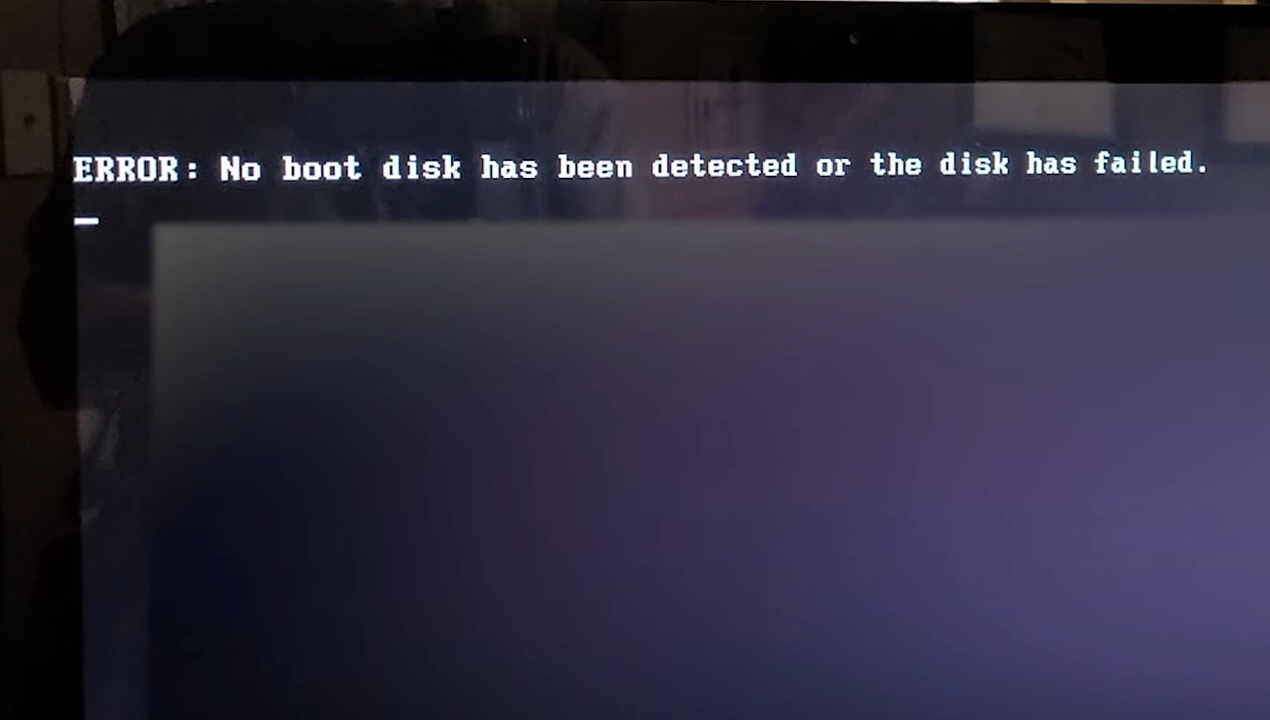 ERROR: No boot disk has been detected or the disk has failed.